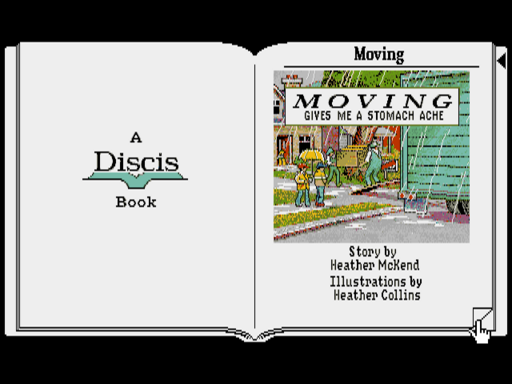 A
Discis
Book
Moving
MOVING
GIVES ME A STOMACH ACHE
Story by
Heather McKend
Illustrations by
Heather Collins